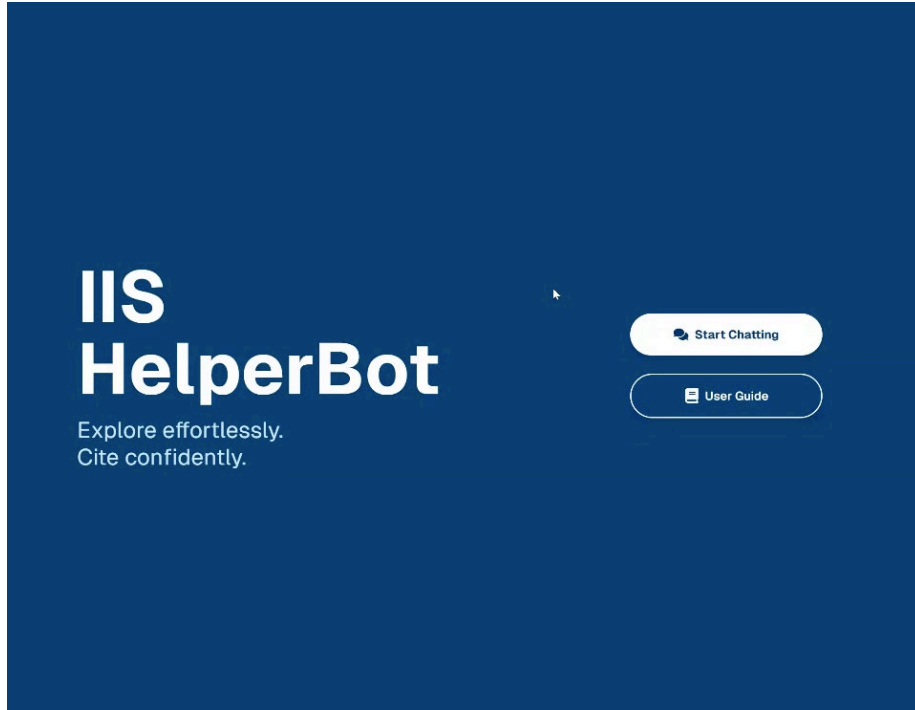 IIS
HelperBot
Explore effortlessly.
Cite confidently.
Start Chatting
User Guide